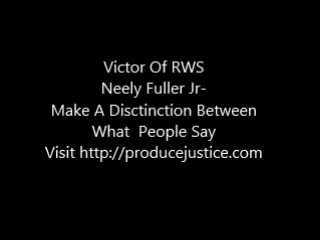 Victor Of RWS
Neely Fuller Jr-
Make A Disctinction Between
What  People Say
Visit http://producejustice.com